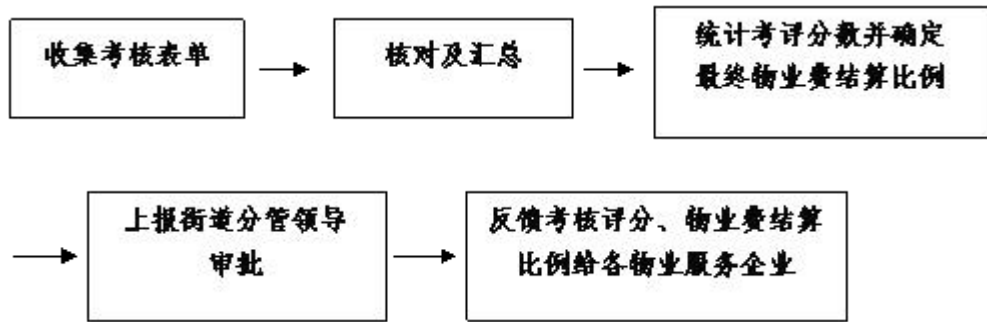 收集考核表单
核对及汇总
统计考评分数并确定
最终物业费结算比例
上报街道分管领导
审批
反馈考核评分、物业费结算
比例给各物业服务企业